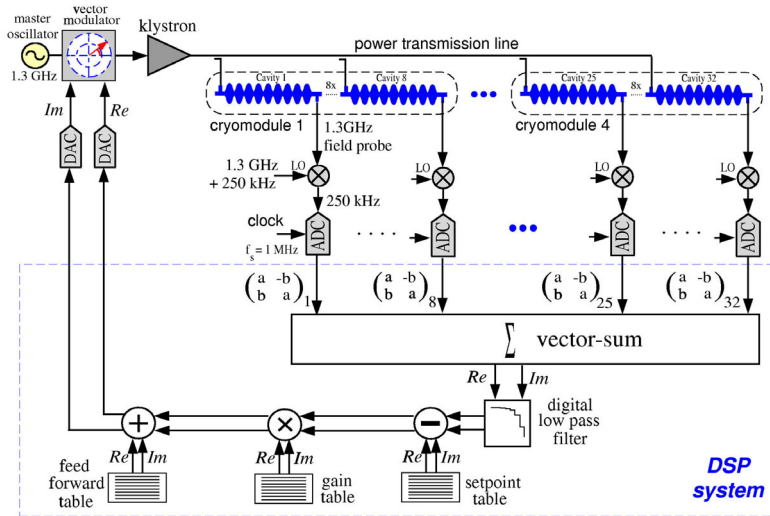 master
oscillator
1.3 GHz
vector
modulator
klystron
power transmission line
Cavity 1
8x
Cavity 8
Cavity 25
8x
Cavity 32
cryomodule 1
cryomodule 4
1.3GHz
field probe
Im
Re
DAC
DAC
1.3 GHz
+ 250 kHz
LO
LO
LO
LO
250 kHz
clock
f_s = 1 MHz
ADC
ADC
ADC
ADC
(a -b
b a)1
(a -b
b a)8
(a -b
b a)25
(a -b
b a)32
Σ vector-sum
Re
Im
digital
low pass
filter
+
×
−
Re
Im
feed
forward
table
Re
Im
gain
table
Re
Im
setpoint
table
DSP
system